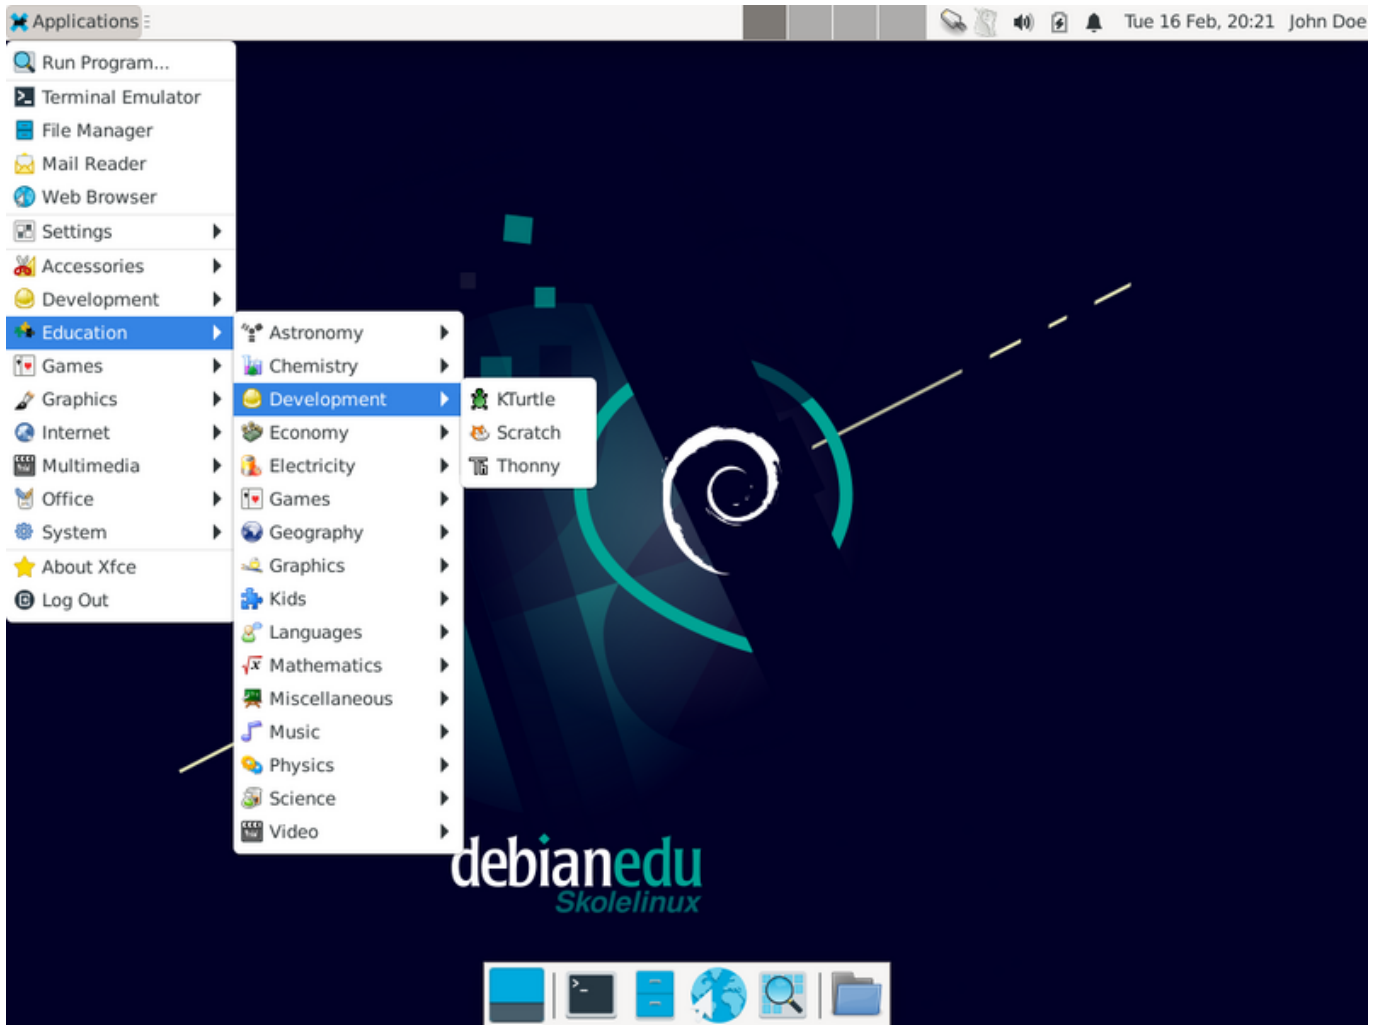 Applications
Tue 16 Feb, 20:21 John Doe
Run Program...
Terminal Emulator
File Manager
Mail Reader
Web Browser
Settings
Accessories
Development
Education
Games
Graphics
Internet
Multimedia
Office
System
About Xfce
Log Out
Astronomy
Chemistry
Development
Economy
Electricity
Games
Geography
Graphics
Kids
Languages
Mathematics
Miscellaneous
Music
Physics
Science
Video
KTurtle
Scratch
Thonny
debianedu
Skolelinux